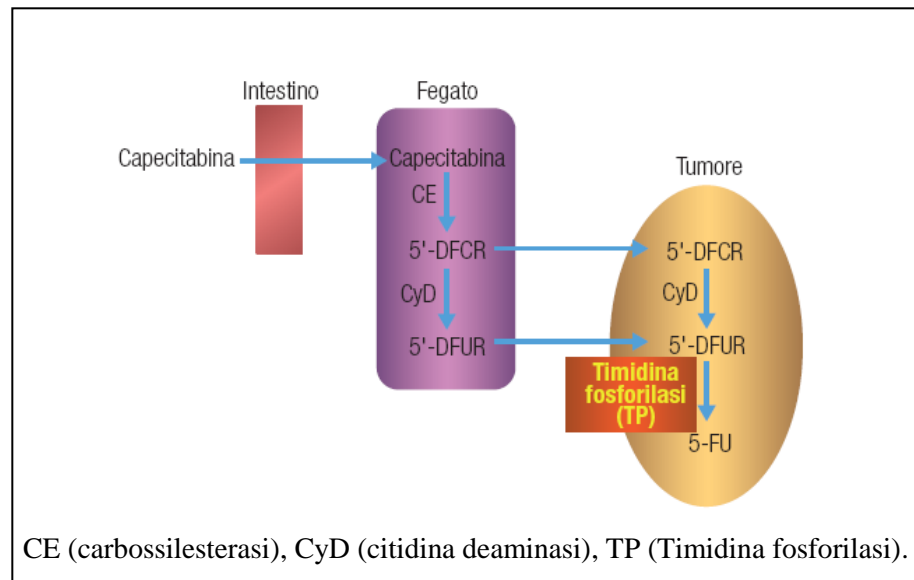 Intestino
Fegato
Capecitabina
Capecitabina
Tumore
CE
5'-DFCR
5'-DFCR
CyD
CyD
5'-DFUR
5'-DFUR
Timidina
fosforilasi
(TP)
5-FU
CE (carbossilesterasi), CyD (citidina deaminasi), TP (Timidina fosforilasi).